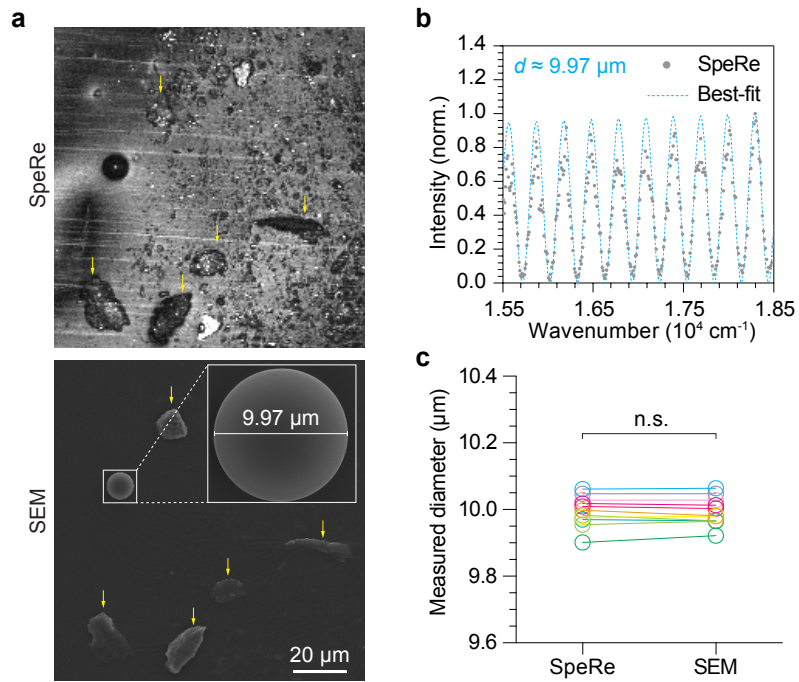 a
SpeRe
SEM
9.97 µm
20 µm
b
d ≈ 9.97 µm
SpeRe
Best-fit
Intensity (norm.)
1.4
1.2
1.0
0.8
0.6
0.4
0.2
0.0
1.55
1.65
1.75
1.85
Wavenumber (10⁴ cm⁻¹)
c
Measured diameter (µm)
10.4
10.2
10.0
9.8
9.6
n.s.
SpeRe
SEM